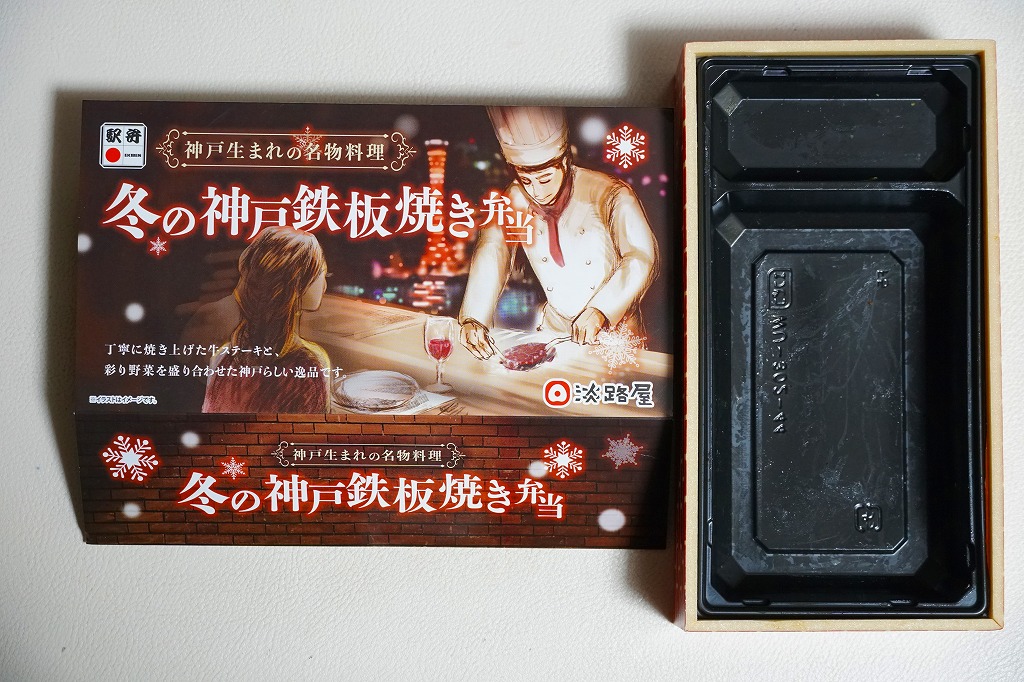 駅弁
EKIBEN
神戸生まれの名物料理
冬の神戸鉄板焼き弁当
丁寧に焼き上げた牛ステーキと、
彩り野菜を盛り合わせた神戸らしい逸品です。
※イラストはイメージです。
淡路屋
神戸生まれの名物料理
冬の神戸鉄板焼き弁当